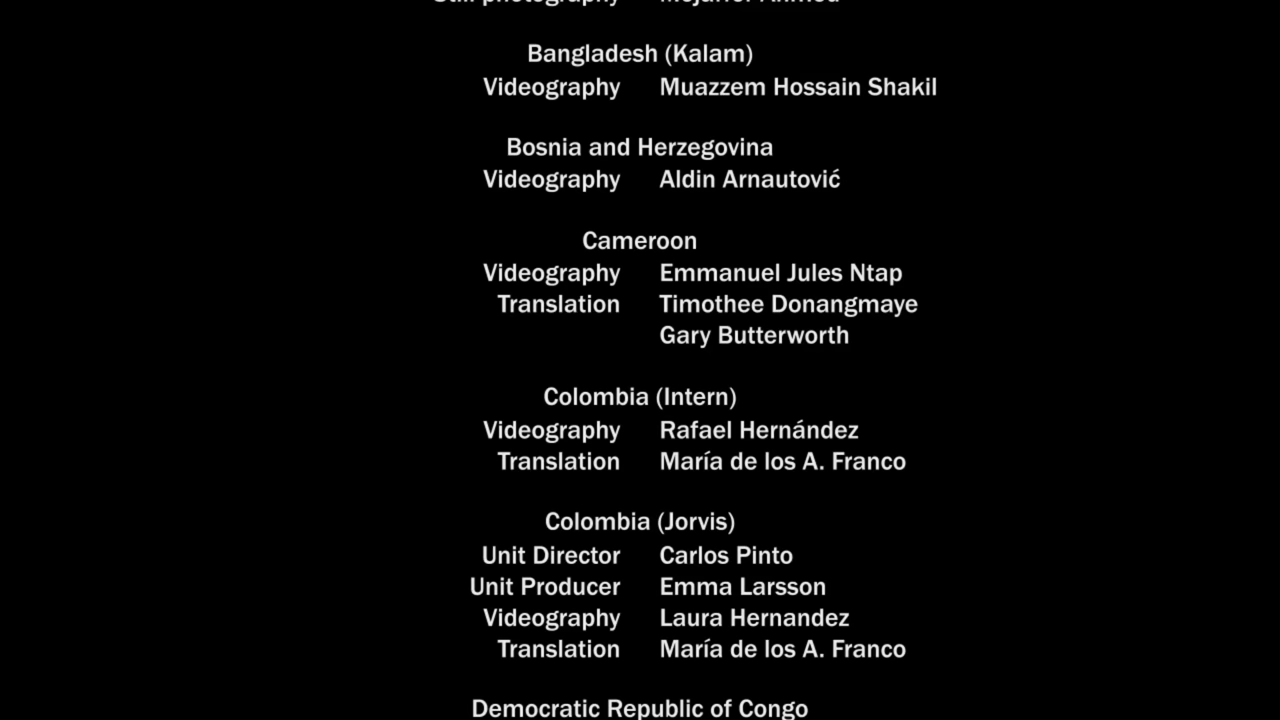 Still photography
Bangladesh (Kalam)
Videography Muazzem Hossain Shakil
Bosnia and Herzegovina
Videography Aldin Arnautović
Cameroon
Videography Emmanuel Jules Ntap
Translation Timothee Donangmaye
Gary Butterworth
Colombia (Intern)
Videography Rafael Hernández
Translation María de los A. Franco
Colombia (Jorvis)
Unit Director Carlos Pinto
Unit Producer Emma Larsson
Videography Laura Hernandez
Translation María de los A. Franco
Democratic Republic of Congo